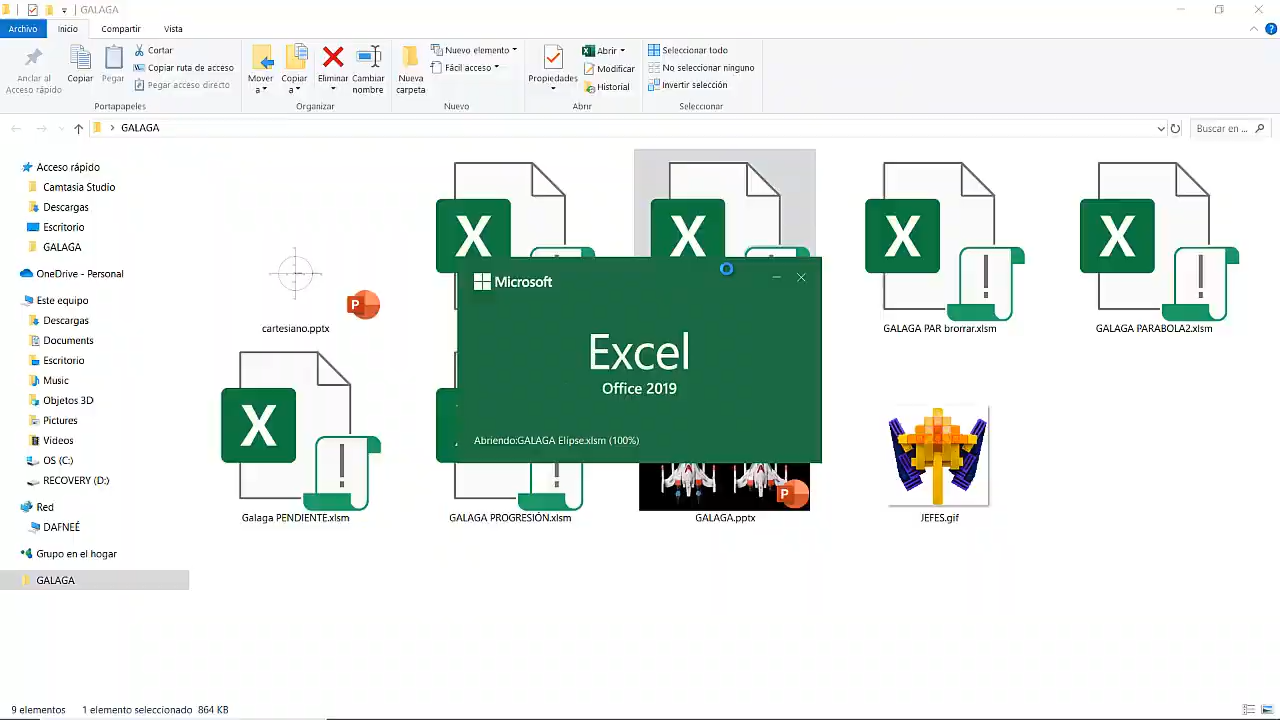 GALAGA
Archivo
Inicio
Compartir
Vista
Anclar al
Acceso rápido
Copiar
Pegar
Cortar
Copiar ruta de acceso
Pegar acceso directo
Portapapeles
Mover
a
Copiar
a
Eliminar
Cambiar
nombre
Organizar
Nueva
carpeta
Nuevo elemento
Fácil acceso
Nuevo
Propiedades
Abrir
Modificar
Historial
Abrir
Seleccionar todo
No seleccionar ninguno
Invertir selección
Seleccionar
GALAGA
Buscar en ...
Acceso rápido
Camtasia Studio
Descargas
Escritorio
GALAGA
OneDrive - Personal
Este equipo
Descargas
Documents
Escritorio
Music
Objetos 3D
Pictures
Videos
OS (C:)
RECOVERY (D:)
Red
DAFNEÉ
Grupo en el hogar
GALAGA
X
X
X
X
P
cartesiano.pptx
GALAGA PAR brorrar.xlsm
GALAGA PARABOLA2.xlsm
Microsoft
Excel
Office 2019
Abriendo:GALAGA Elipse.xlsm (100%)
X
P
Galaga PENDIENTE.xlsm
GALAGA PROGRESIÓN.xlsm
GALAGA.pptx
JEFES.gif
9 elementos
1 elemento seleccionado 864 KB